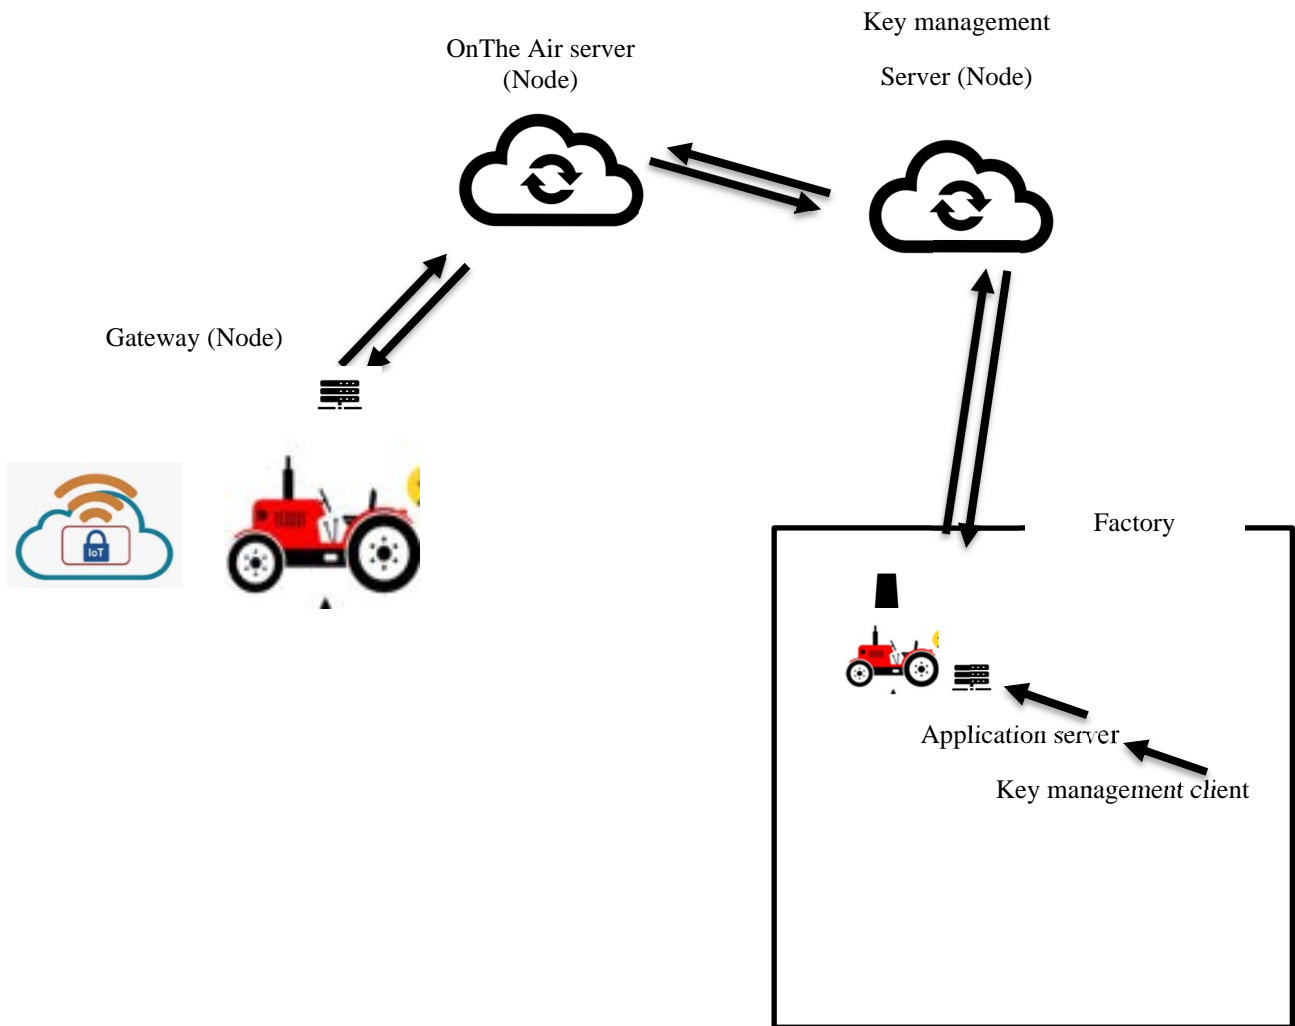 Key management
Server (Node)
OnThe Air server
(Node)
Gateway (Node)
IoT
Factory
Application server
Key management client